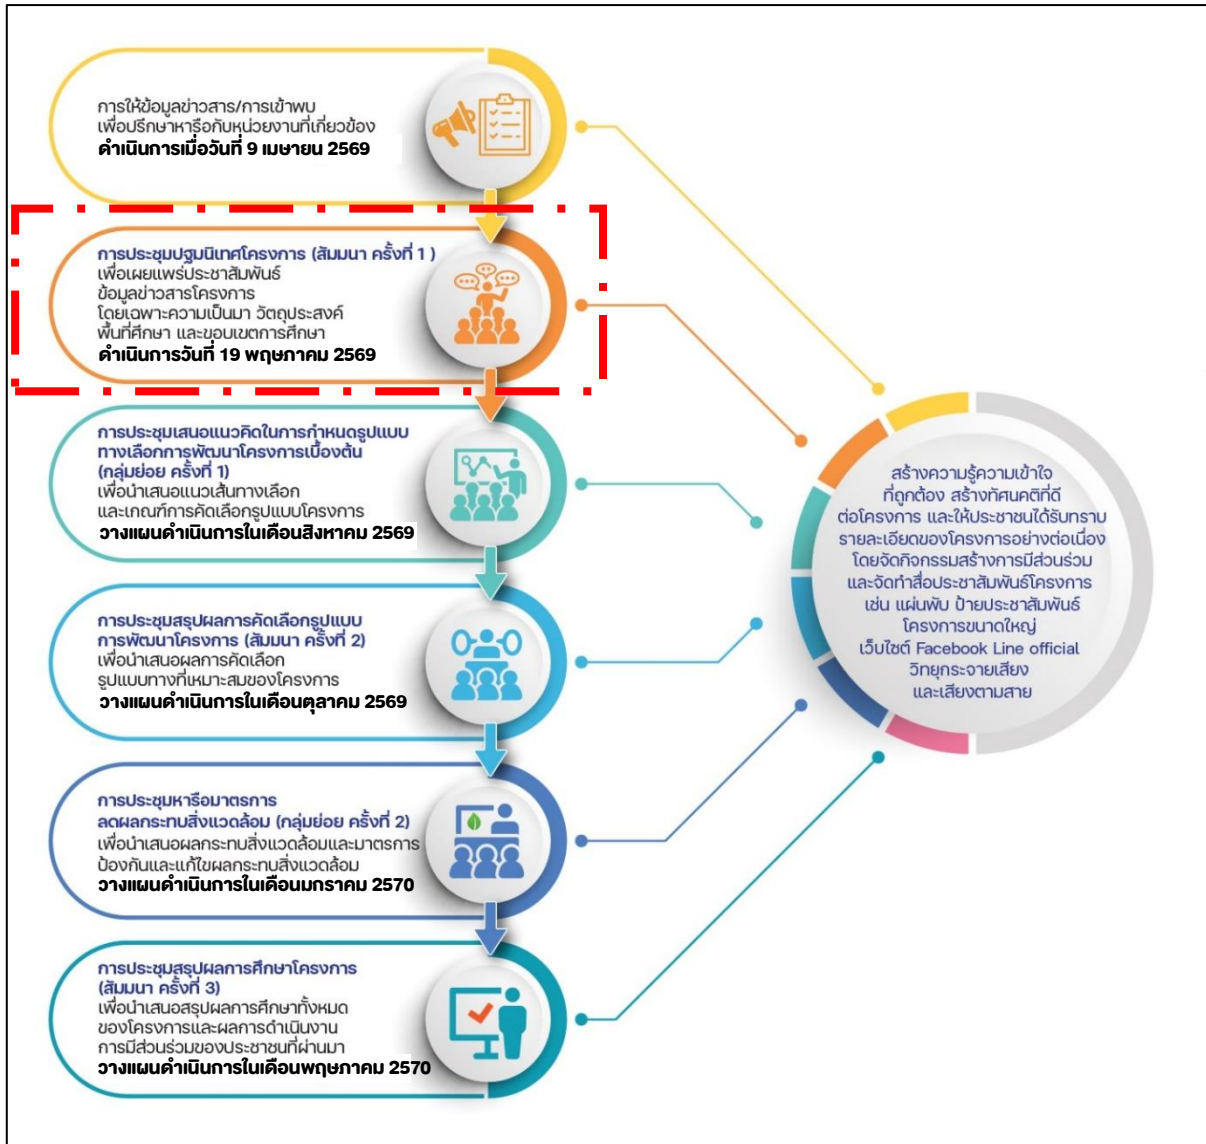 การให้ข้อมูลข่าวสาร/การเข้าพบ
เพื่อปรึกษาหารือกับหน่วยงานที่เกี่ยวข้อง
ดำเนินการเมื่อวันที่ 9 เมษายน 2569
การประชุมปฐมนิเทศโครงการ (สัมมนา ครั้งที่ 1 )
เพื่อเผยแพร่ประชาสัมพันธ์
ข้อมูลข่าวสารโครงการ
โดยเฉพาะความเป็นมา วัตถุประสงค์
พื้นที่ศึกษา และขอบเขตการศึกษา
ดำเนินการวันที่ 19 พฤษภาคม 2569
การประชุมเสนอแนวคิดในการกำหนดรูปแบบ
ทางเลือกการพัฒนาโครงการเบื้องต้น
(กลุ่มย่อย ครั้งที่ 1)
เพื่อนำเสนอแนวเส้นทางเลือก
และเกณฑ์การคัดเลือกรูปแบบโครงการ
วางแผนดำเนินการในเดือนสิงหาคม 2569
การประชุมสรุปผลการคัดเลือกรูปแบบ
การพัฒนาโครงการ (สัมมนา ครั้งที่ 2)
เพื่อนำเสนอผลการคัดเลือก
รูปแบบทางที่เหมาะสมของโครงการ
วางแผนดำเนินการในเดือนตุลาคม 2569
การประชุมหารือมาตรการ
ลดผลกระทบสิ่งแวดล้อม (กลุ่มย่อย ครั้งที่ 2)
เพื่อนำเสนอผลกระทบสิ่งแวดล้อมและมาตรการ
ป้องกันและแก้ไขผลกระทบสิ่งแวดล้อม
วางแผนดำเนินการในเดือนมกราคม 2570
การประชุมสรุปผลการศึกษาโครงการ
(สัมมนา ครั้งที่ 3)
เพื่อนำเสนอสรุปผลการศึกษาทั้งหมด
ของโครงการและผลการดำเนินงาน
การมีส่วนร่วมของประชาชนที่ผ่านมา
วางแผนดำเนินการในเดือนพฤษภาคม 2570
สร้างความรู้ความเข้าใจ
ที่ถูกต้อง สร้างทัศนคติที่ดี
ต่อโครงการ และให้ประชาชนได้รับทราบ
รายละเอียดของโครงการอย่างต่อเนื่อง
โดยจัดกิจกรรมสร้างการมีส่วนร่วม
และจัดทำสื่อประชาสัมพันธ์โครงการ
เช่น แผ่นพับ ป้ายประชาสัมพันธ์
โครงการขนาดใหญ่
เว็บไซต์ Facebook Line official
วิทยุกระจายเสียง
และเสียงตามสาย